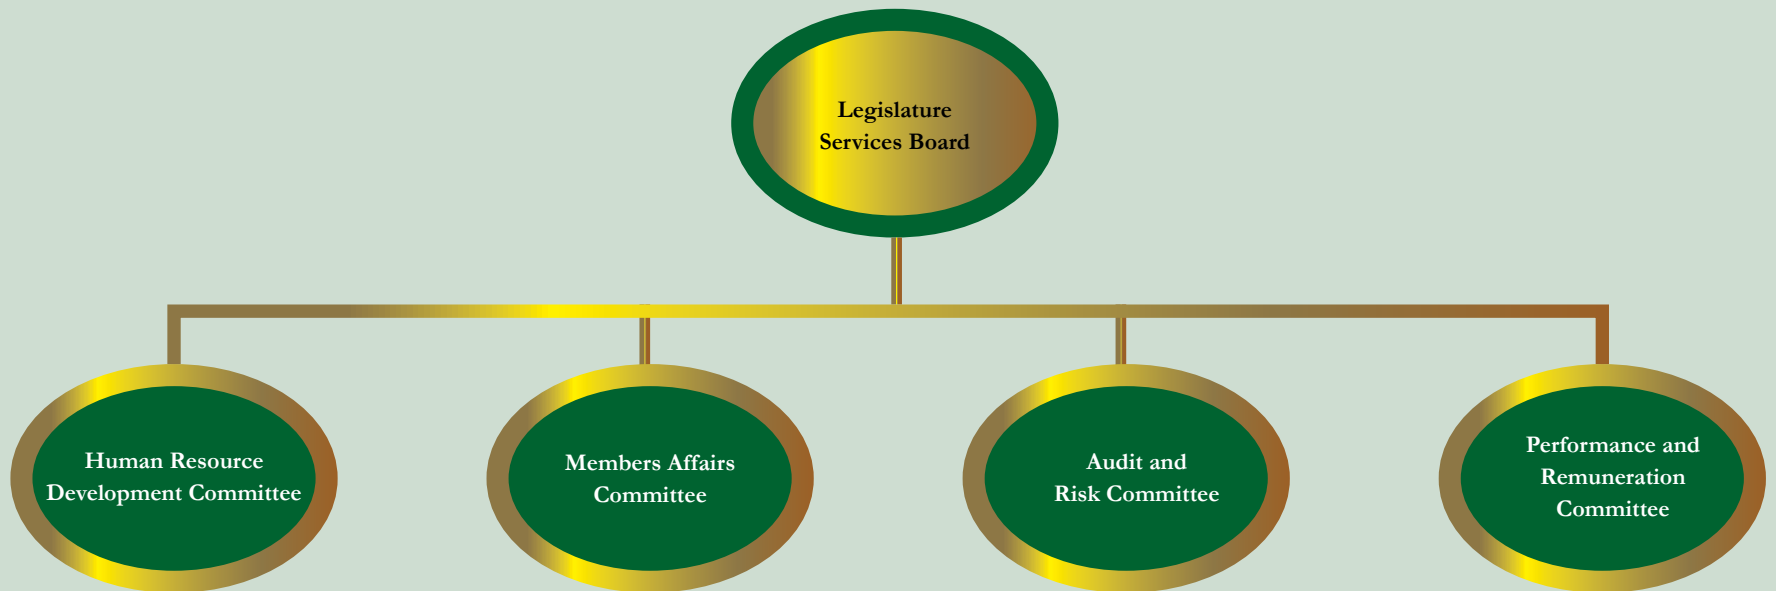 Legislature
Services Board
Human Resource
Development Committee
Members Affairs
Committee
Audit and
Risk Committee
Performance and
Remuneration
Committee